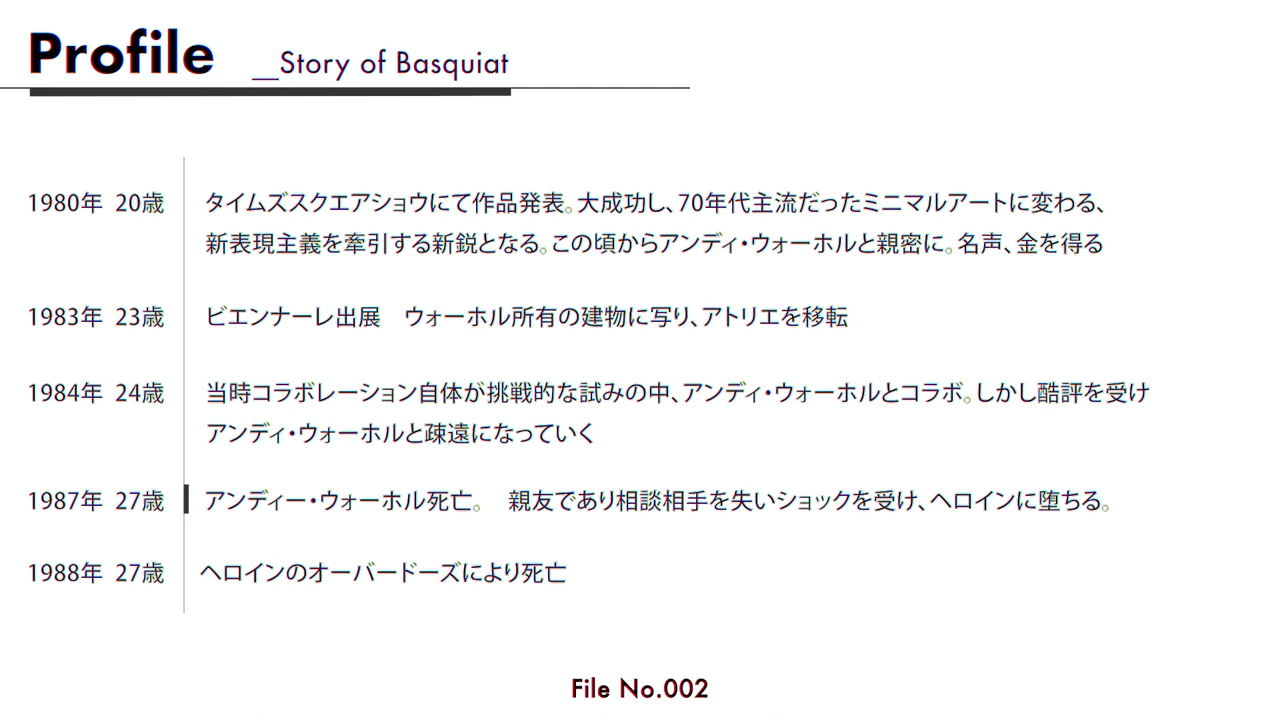 Profile __Story of Basquiat
1980年 20歳 タイムズスクエアショウにて作品発表。大成功し、70年代主流だったミニマルアートに変わる、
新表現主義を牽引する新鋭となる。この頃からアンディ・ウォーホルと親密に。名声、金を得る
1983年 23歳 ビエンナーレ出展　ウォーホル所有の建物に写り、アトリエを移転
1984年 24歳 当時コラボレーション自体が挑戦的な試みの中、アンディ・ウォーホルとコラボ。しかし酷評を受け
アンディ・ウォーホルと疎遠になっていく
1987年 27歳 アンディー・ウォーホル死亡。　親友であり相談相手を失いショックを受け、ヘロインに堕ちる。
1988年 27歳 ヘロインのオーバードーズにより死亡
File No.002